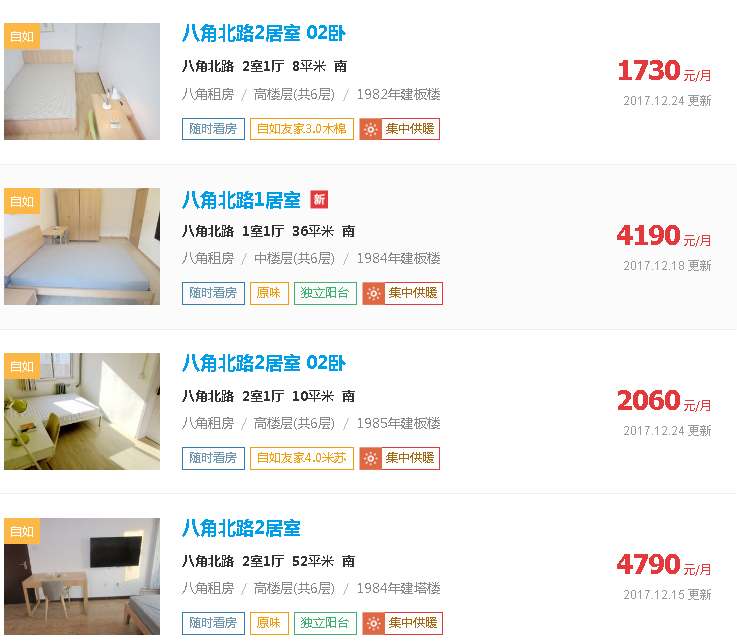 自如
八角北路2居室 02卧
八角北路 2室1厅 8平米 南
八角租房 / 高楼层(共6层) / 1982年建板楼
随时看房 自如友家3.0木棉 集中供暖
1730 元/月
2017.12.24 更新
自如
八角北路1居室 新
八角北路 1室1厅 36平米 南
八角租房 / 中楼层(共6层) / 1984年建板楼
随时看房 原味 独立阳台 集中供暖
4190 元/月
2017.12.18 更新
自如
八角北路2居室 02卧
八角北路 2室1厅 10平米 南
八角租房 / 高楼层(共6层) / 1985年建板楼
随时看房 自如友家4.0米苏 集中供暖
2060 元/月
2017.12.24 更新
自如
八角北路2居室
八角北路 2室1厅 52平米 南
八角租房 / 高楼层(共6层) / 1984年建塔楼
随时看房 原味 独立阳台 集中供暖
4790 元/月
2017.12.15 更新